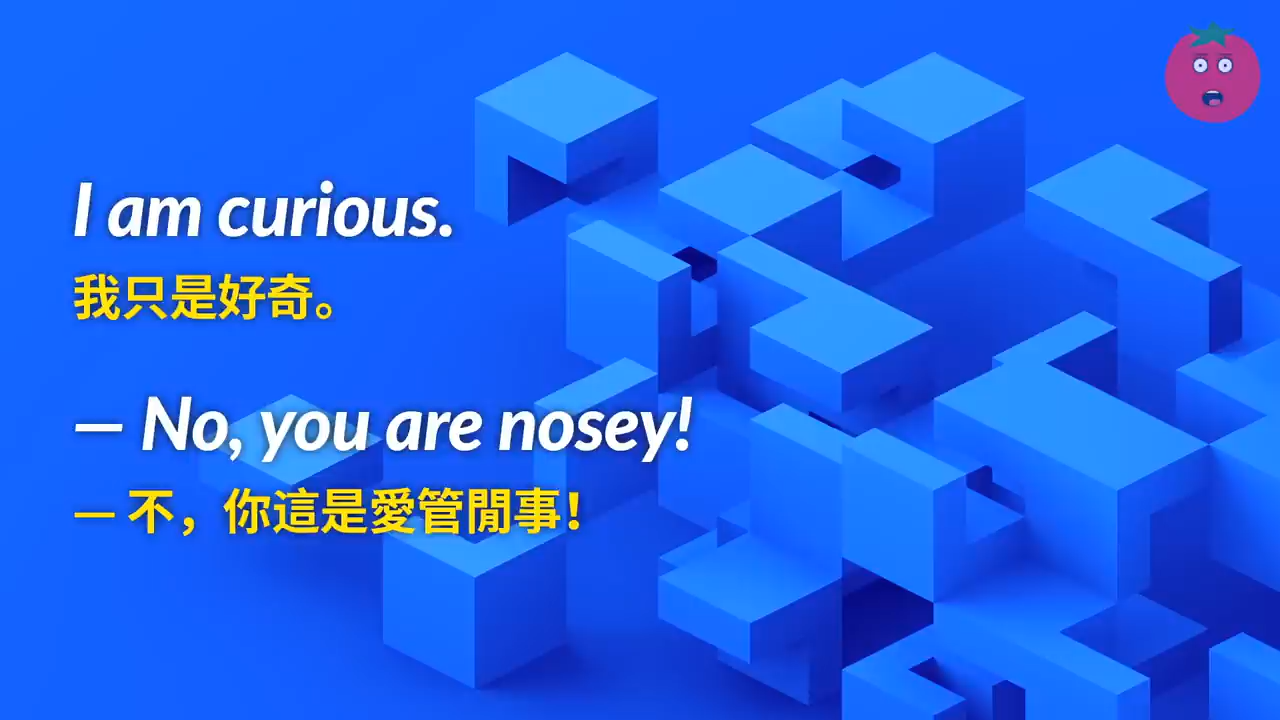 I am curious.
我只是好奇。
— No, you are nosey!
— 不，你這是愛管閒事！